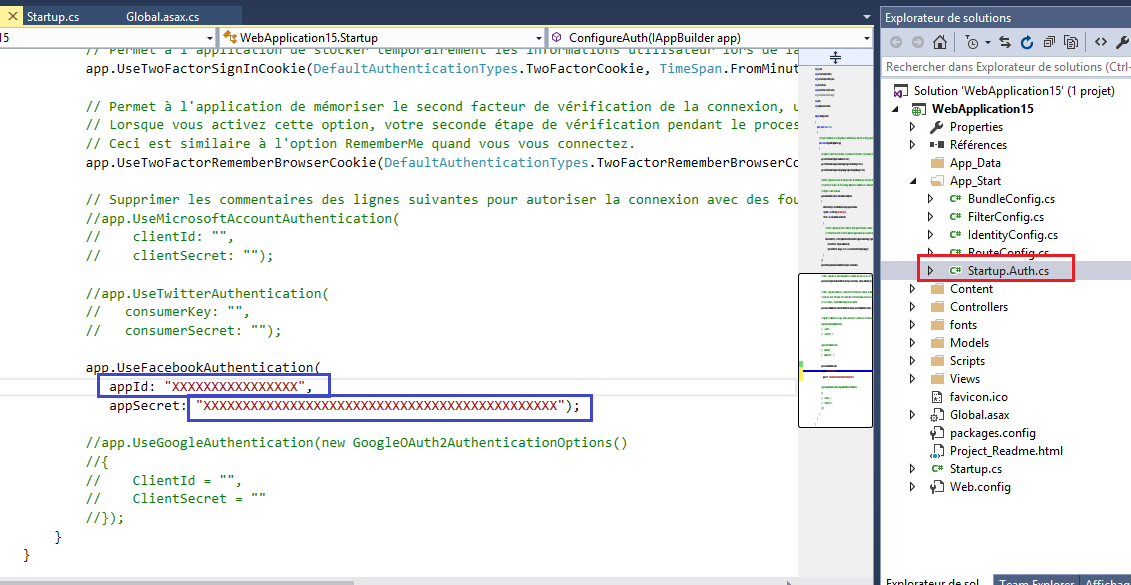 Startup.cs
Global.asax.cs
15
WebApplication15.Startup
ConfigureAuth(IAppBuilder app)
// Permet à l'application de stocker temporairement les informations utilisateur lors de la
app.UseTwoFactorSignInCookie(DefaultAuthenticationTypes.TwoFactorCookie, TimeSpan.FromMinut
// Permet à l'application de mémoriser le second facteur de vérification de la connexion, u
// Lorsque vous activez cette option, votre seconde étape de vérification pendant le proces
// Ceci est similaire à l'option RememberMe quand vous vous connectez.
app.UseTwoFactorRememberBrowserCookie(DefaultAuthenticationTypes.TwoFactorRememberBrowserCo
// Supprimer les commentaires des lignes suivantes pour autoriser la connexion avec des fou
//app.UseMicrosoftAccountAuthentication(
//    clientId: "",
//    clientSecret: "");
//app.UseTwitterAuthentication(
//   consumerKey: "",
//   consumerSecret: "");
app.UseFacebookAuthentication(
appId: "XXXXXXXXXXXXXXXX",
appSecret: "XXXXXXXXXXXXXXXXXXXXXXXXXXXXXXXXXXXXXXXXXXXXX");
//app.UseGoogleAuthentication(new GoogleOAuth2AuthenticationOptions()
//{
//    ClientId = "",
//    ClientSecret = ""
//});
}
}
Explorateur de solutions
Rechercher dans Explorateur de solutions (Ctrl-
Solution 'WebApplication15' (1 projet)
WebApplication15
Properties
Références
App_Data
App_Start
C# BundleConfig.cs
C# FilterConfig.cs
C# IdentityConfig.cs
C# RouteConfig.cs
C# Startup.Auth.cs
Content
Controllers
fonts
Models
Scripts
Views
favicon.ico
Global.asax
packages.config
Project_Readme.html
C# Startup.cs
Web.config
Explorateur de sol...
Team Explorer
Affichag